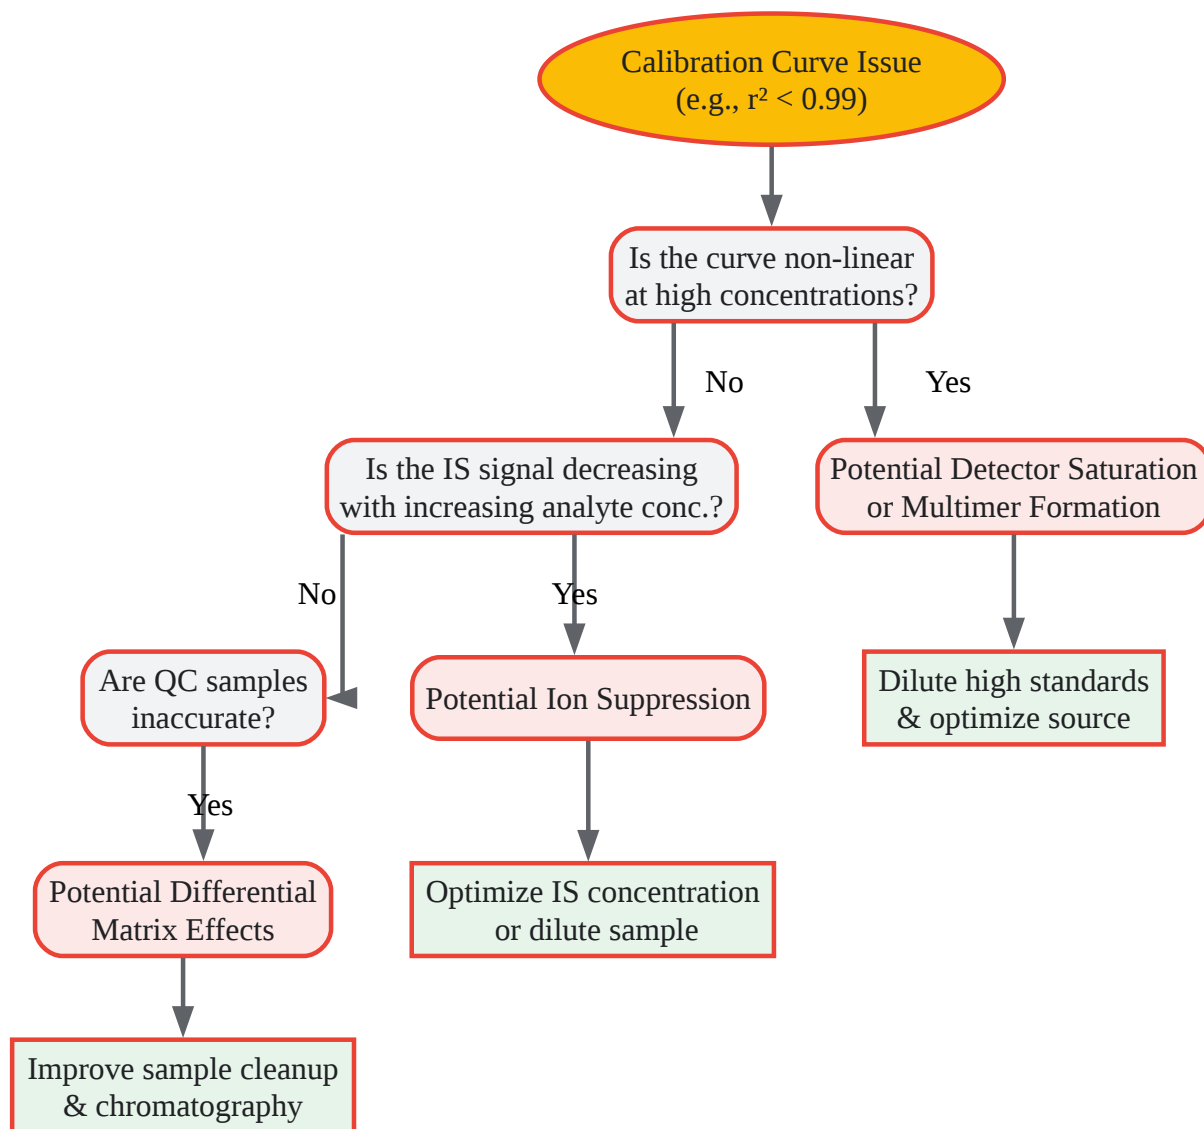 Calibration Curve Issue
(e.g., r² < 0.99)
Is the curve non-linear
at high concentrations?
No
Yes
Is the IS signal decreasing
with increasing analyte conc.?
Potential Detector Saturation
or Multimer Formation
No
Yes
Are QC samples
inaccurate?
Potential Ion Suppression
Dilute high standards
& optimize source
Yes
Potential Differential
Matrix Effects
Optimize IS concentration
or dilute sample
Improve sample cleanup
& chromatography